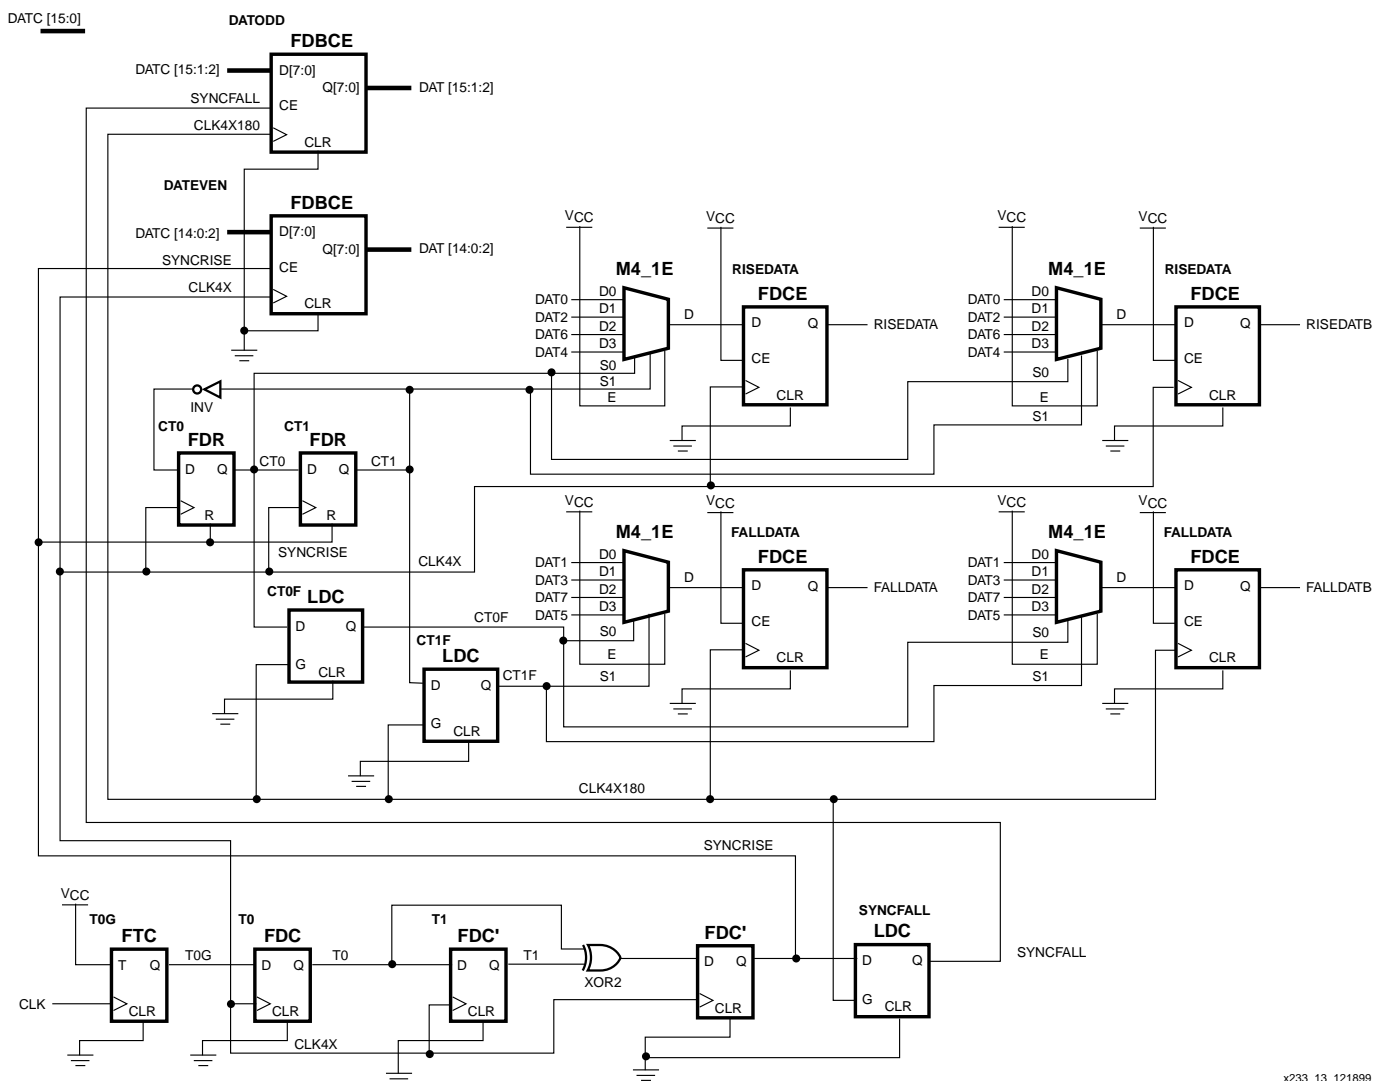 DATC [15:0]
DATODD
FDBCE
DATC [15:1:2]
D[7:0]
Q[7:0]
DAT [15:1:2]
SYNCFALL
CE
CLK4X180
CLR
DATEVEN
FDBCE
DATC [14:0:2]
D[7:0]
Q[7:0]
DAT [14:0:2]
SYNCRISE
CE
CLK4X
CLR
VCC
M4_1E
DAT0
DAT2
DAT6
DAT4
D0
D1
D2
D3
S0
S1
E
D
VCC
RISEDATA
FDCE
D
Q
CE
CLR
RISEDATA
VCC
M4_1E
DAT0
DAT2
DAT6
DAT4
D0
D1
D2
D3
S0
E
S1
D
VCC
RISEDATA
FDCE
D
Q
CE
CLR
RISEDATB
INV
CT0
FDR
D
Q
R
CT0
CT1
FDR
D
Q
R
CT1
SYNCRISE
CLK4X
CT0F
LDC
D
Q
G
CLR
CT0F
CT1F
LDC
D
Q
G
CLR
CT1F
VCC
M4_1E
DAT1
DAT3
DAT7
DAT5
D0
D1
D2
D3
S0
E
S1
D
VCC
FALLDATA
FDCE
D
Q
CE
CLR
FALLDATA
VCC
M4_1E
DAT1
DAT3
DAT7
DAT5
D0
D1
D2
D3
S0
E
S1
D
VCC
FALLDATA
FDCE
D
Q
CE
CLR
FALLDATB
CLK4X180
SYNCRISE
VCC
T0G
FTC
T
Q
CLR
CLK
T0G
T0
FDC
D
Q
CLR
T0
CLK4X
T1
FDC'
D
Q
CLR
T1
XOR2
FDC'
D
Q
CLR
SYNCFALL
LDC
D
Q
G
CLR
SYNCFALL
x233_13_121899